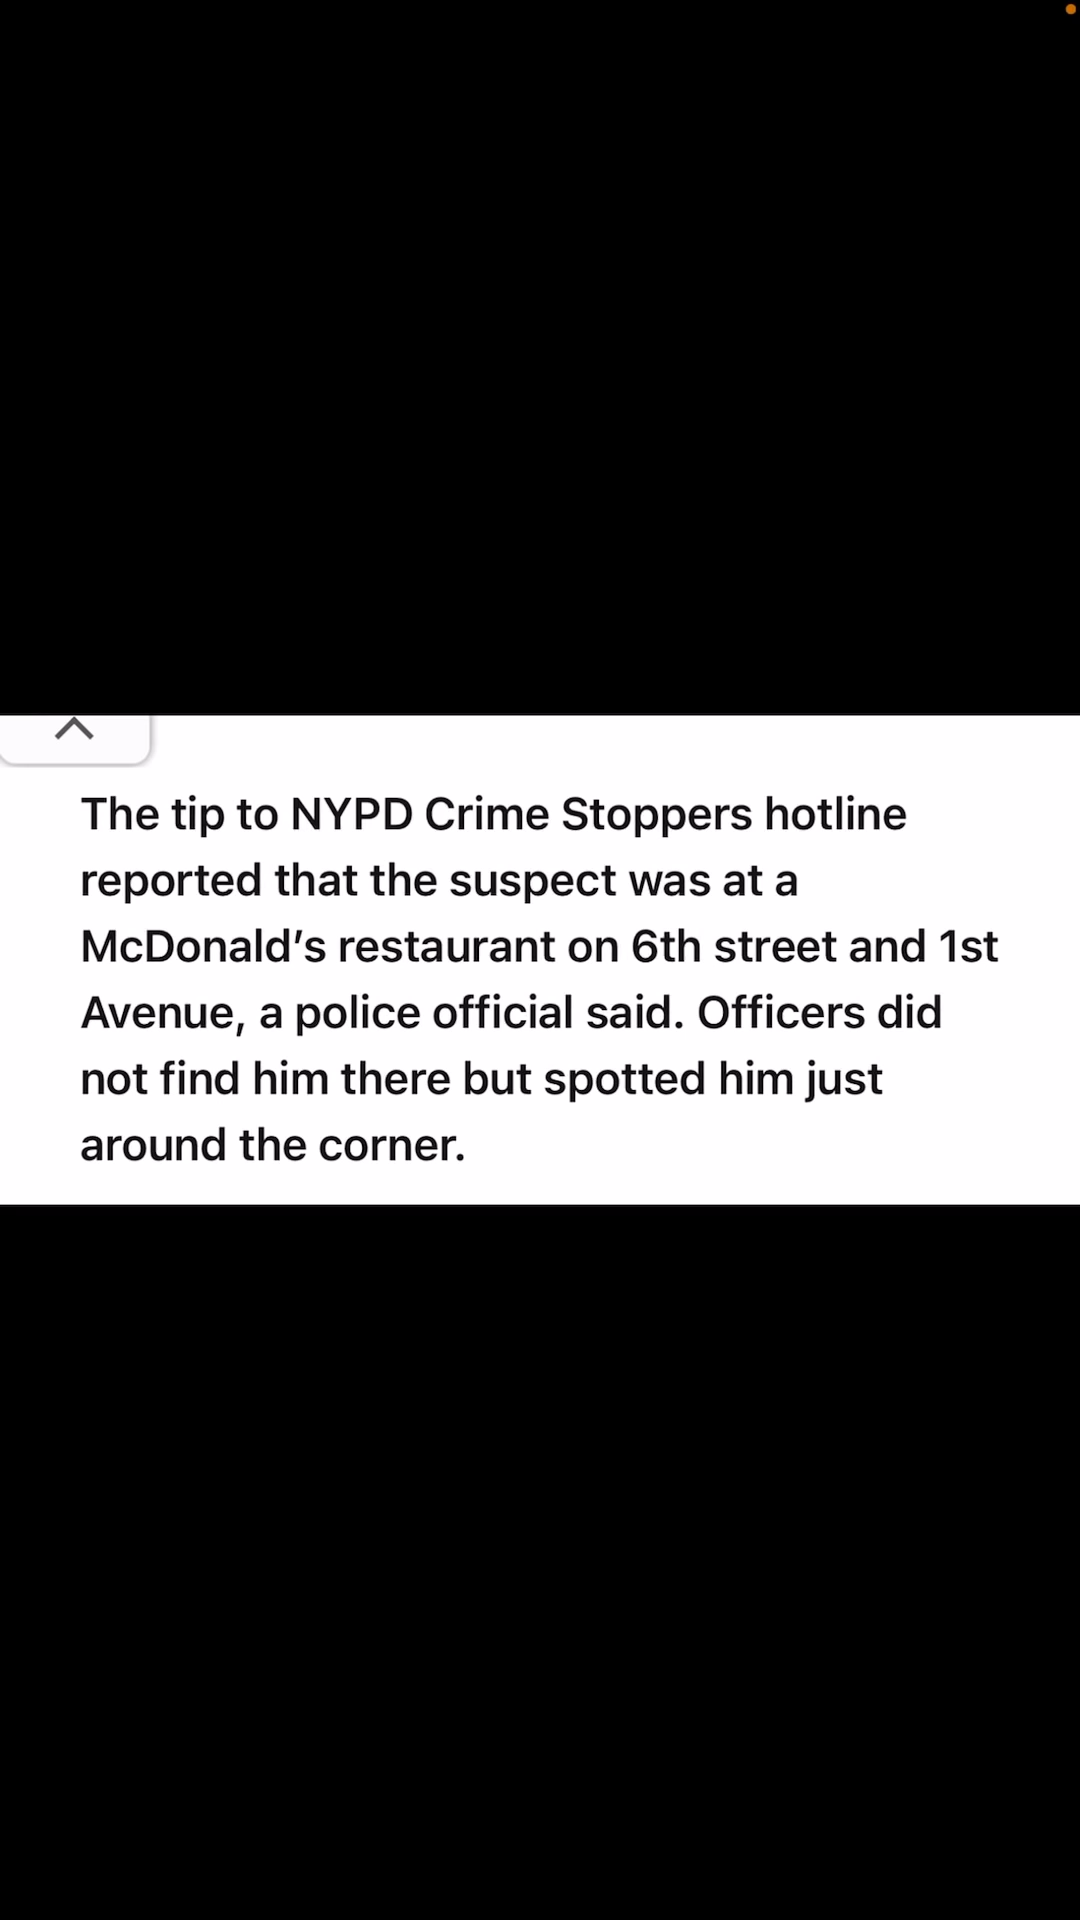 The tip to NYPD Crime Stoppers hotline
reported that the suspect was at a
McDonald’s restaurant on 6th street and 1st
Avenue, a police official said. Officers did
not find him there but spotted him just
around the corner.